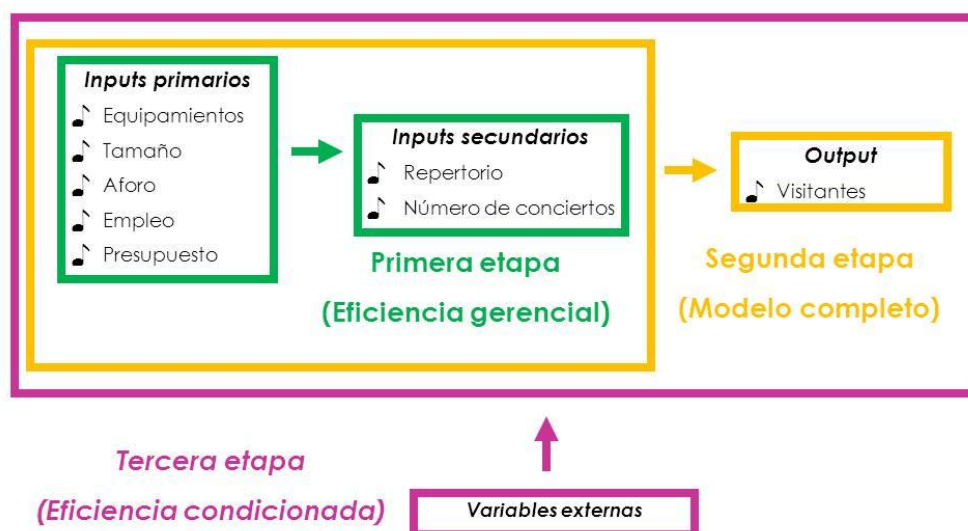 Inputs primarios
Equipamientos
Tamaño
Aforo
Empleo
Presupuesto
Inputs secundarios
Repertorio
Número de conciertos
Primera etapa
(Eficiencia gerencial)
Output
Visitantes
Segunda etapa
(Modelo completo)
Tercera etapa
(Eficiencia condicionada)
Variables externas